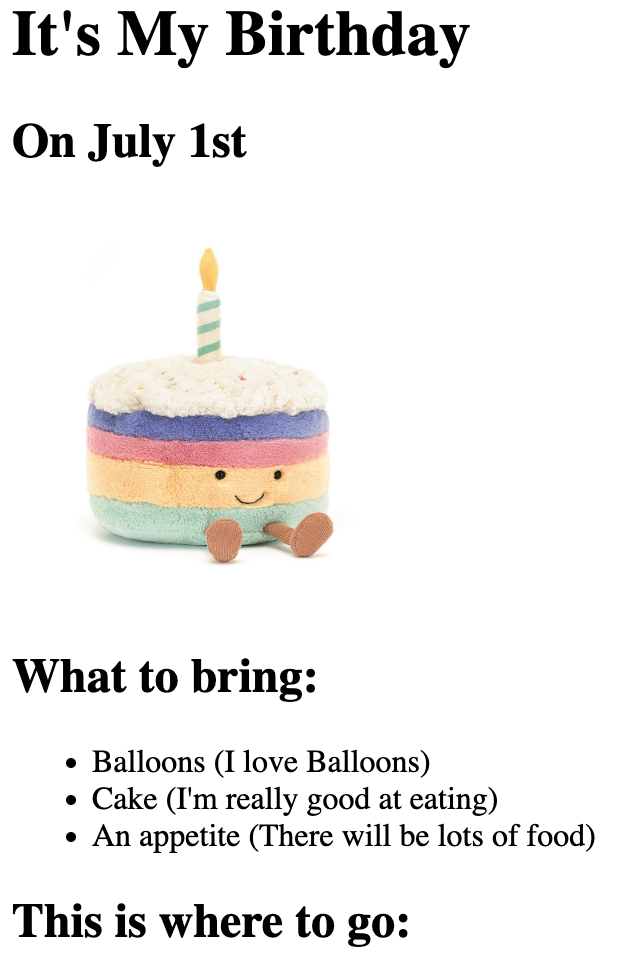 It's My Birthday
On July 1st
What to bring:
Balloons (I love Balloons)
Cake (I'm really good at eating)
An appetite (There will be lots of food)
This is where to go: